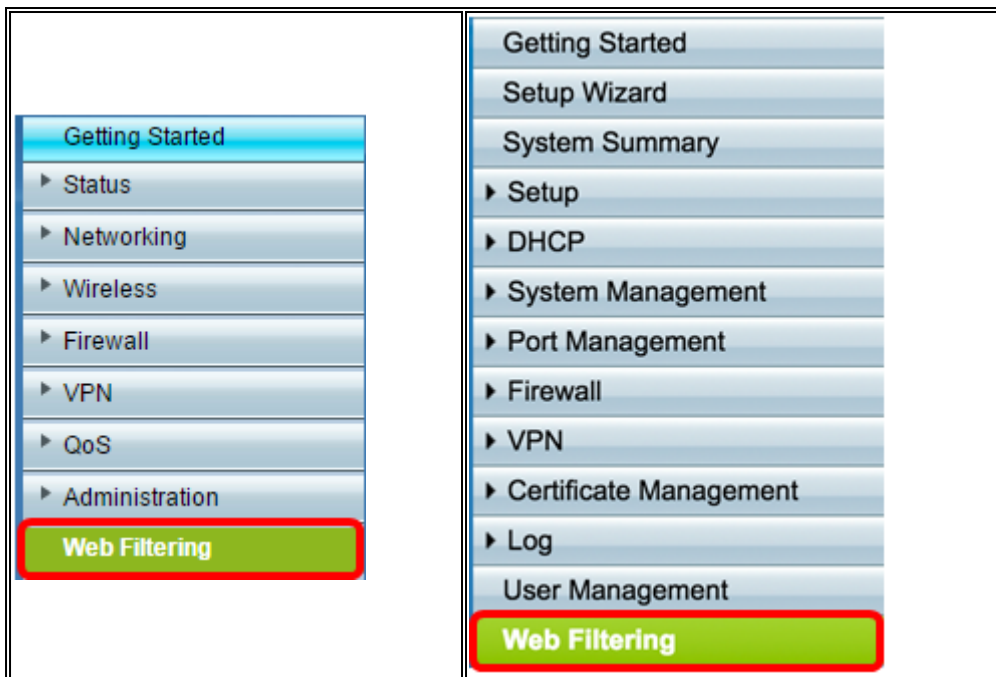 Getting Started
Status
Networking
Wireless
Firewall
VPN
QoS
Administration
Web Filtering
Getting Started
Setup Wizard
System Summary
Setup
DHCP
System Management
Port Management
Firewall
VPN
Certificate Management
Log
User Management
Web Filtering